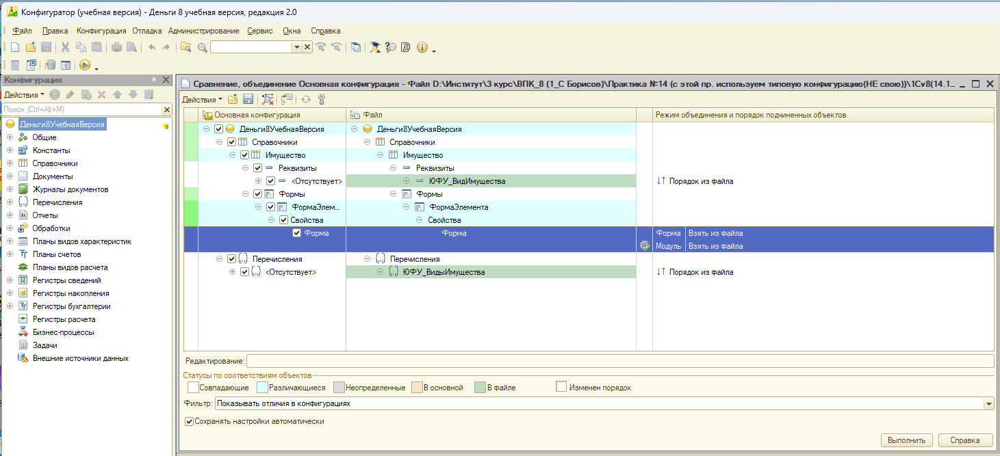 Конфигуратор (учебная версия) - Деньги 8 учебная версия, редакция 2.0
Файл Правка Конфигурация Отладка Администрирование Сервис Окна Справка
Конфигурация
Действия
Поиск (Ctrl+Alt+M)
Деньги8УчебнаяВерсия
Общие
Константы
Справочники
Документы
Журналы документов
Перечисления
Отчеты
Обработки
Планы видов характеристик
Планы счетов
Планы видов расчета
Регистры сведений
Регистры накопления
Регистры бухгалтерии
Регистры расчета
Бизнес-процессы
Задачи
Внешние источники данных
Сравнение, объединение Основная конфигурация - Файл D:\Институт\3 курс\ВПК_8 (1_С Борисов)\Практика №14 (с этой пр. используем типовую конфигурацию(НЕ свою))\1Cv8(14.1...
Действия
Основная конфигурация Файл Режим объединения и порядок подчиненных объектов
Деньги8УчебнаяВерсия Деньги8УчебнаяВерсия
Справочники Справочники
Имущество Имущество
Реквизиты Реквизиты
<Отсутствует> ЮФУ_ВидИмущества Порядок из файла
Формы Формы
ФормаЭлем... ФормаЭлемента
Свойства Свойства
Форма Форма Форма Взять из файла
Модуль Взять из файла
Перечисления Перечисления
<Отсутствует> ЮФУ_ВидыИмущества Порядок из файла
Редактирование:
Статусы по соответствиям объектов
Совпадающие Различающиеся Неопределенные В основной В файле Изменен порядок
Фильтр: Показывать отличия в конфигурациях
Сохранять настройки автоматически
Выполнить Справка